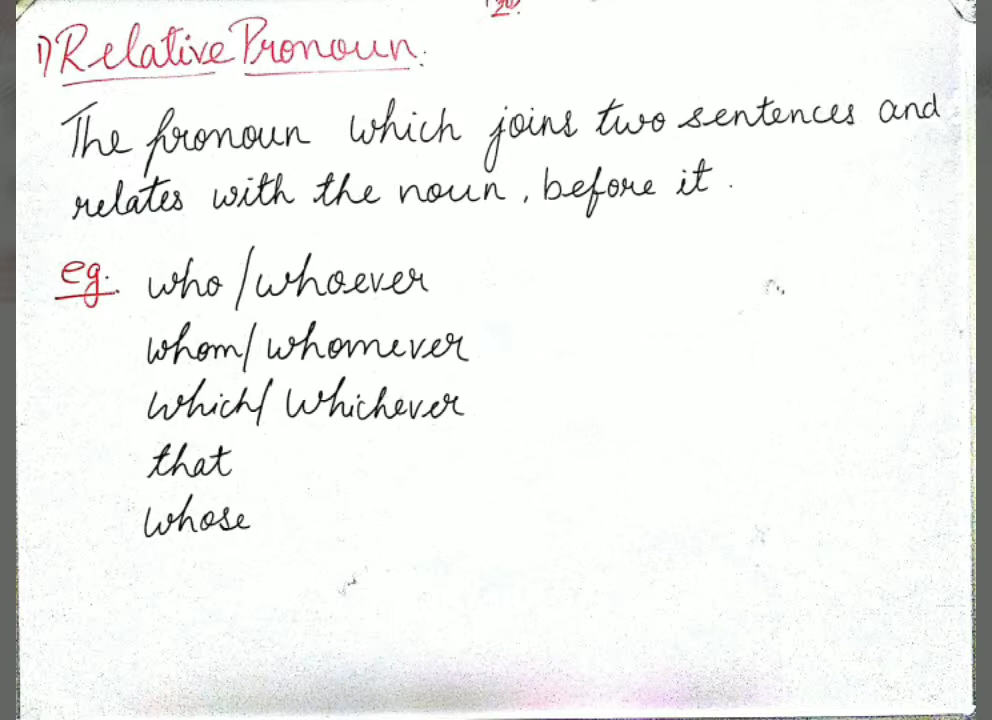 1) Relative Pronoun.
The pronoun which joins two sentences and
relates with the noun, before it.
eg. who / whoever
whom / whomever
which / whichever
that
whose